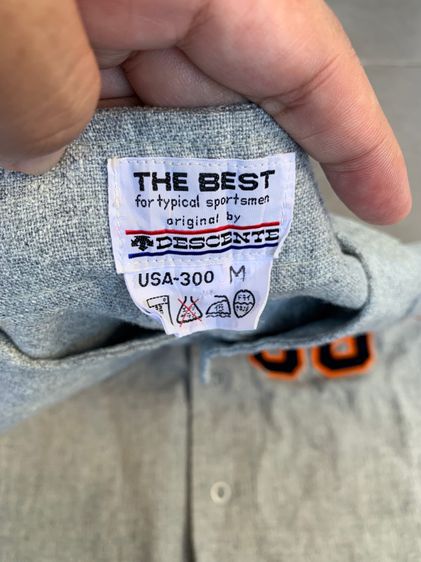 THE BEST
for typical sportsmen
original by
DESCENTE
USA-300 M